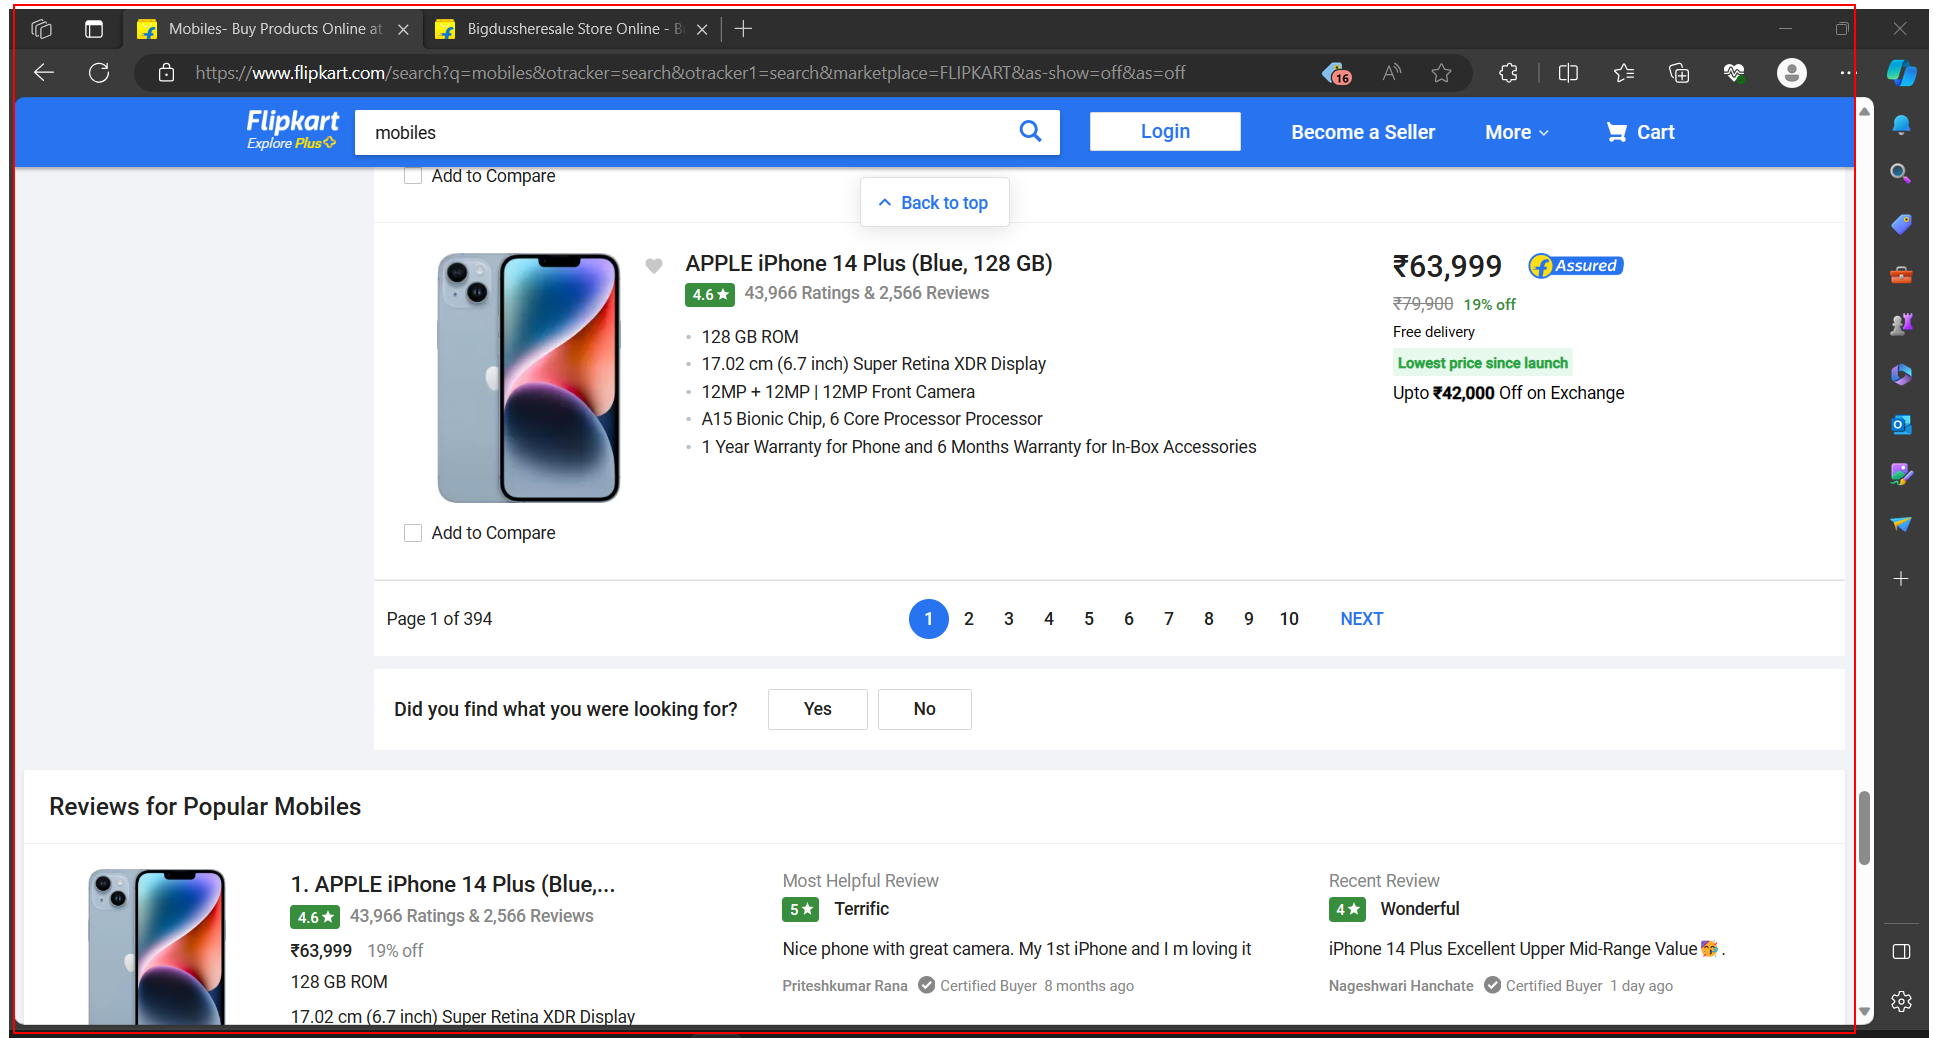 Mobiles- Buy Products Online at
Bigdussheresale Store Online - B
https://www.flipkart.com/search?q=mobiles&otracker=search&otracker1=search&marketplace=FLIPKART&as-show=off&as=off
16
Flipkart
Explore Plus
mobiles
Login
Become a Seller
More
Cart
Add to Compare
Back to top
APPLE iPhone 14 Plus (Blue, 128 GB)
4.6★ 43,966 Ratings & 2,566 Reviews
128 GB ROM
17.02 cm (6.7 inch) Super Retina XDR Display
12MP + 12MP | 12MP Front Camera
A15 Bionic Chip, 6 Core Processor Processor
1 Year Warranty for Phone and 6 Months Warranty for In-Box Accessories
₹63,999 Assured
₹79,900 19% off
Free delivery
Lowest price since launch
Upto ₹42,000 Off on Exchange
Add to Compare
Page 1 of 394
1 2 3 4 5 6 7 8 9 10 NEXT
Did you find what you were looking for? Yes No
Reviews for Popular Mobiles
1. APPLE iPhone 14 Plus (Blue,...
4.6★ 43,966 Ratings & 2,566 Reviews
₹63,999 19% off
128 GB ROM
17.02 cm (6.7 inch) Super Retina XDR Display
Most Helpful Review
5★ Terrific
Nice phone with great camera. My 1st iPhone and I m loving it
Priteshkumar Rana Certified Buyer 8 months ago
Recent Review
4★ Wonderful
iPhone 14 Plus Excellent Upper Mid-Range Value🥳.
Nageshwari Hanchate Certified Buyer 1 day ago